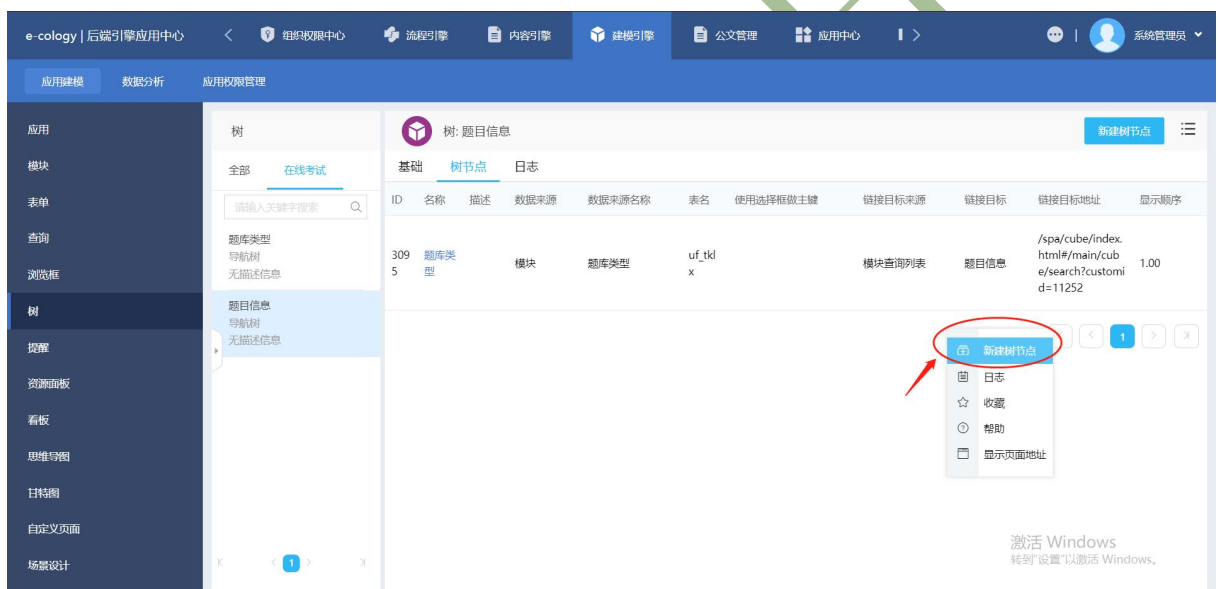 e-cology | 后端引擎应用中心 组织权限中心 流程引擎 内容引擎 建模引擎 公文管理 应用中心 系统管理员
应用建模 数据分析 应用权限管理
应用
模块
表单
查询
浏览框
树
提醒
资源面板
看板
思维导图
甘特图
自定义页面
场景设计
树
全部 在线考试
请输入关键字搜索
题库类型
导航树
无描述信息
题目信息
导航树
无描述信息
1
树: 题目信息 新建树节点
基础 树节点 日志
ID 名称 描述 数据来源 数据来源名称 表名 使用选择框做主键 链接目标来源 链接目标 链接目标地址 显示顺序
309
5
题库类
型
模块
题库类型
uf_tkl
x
模块查询列表
题目信息
/spa/cube/index.
html#/main/cub
e/search?customi
d=11252
1.00
1
新建树节点
日志
收藏
帮助
显示页面地址
激活 Windows
转到"设置"以激活 Windows。